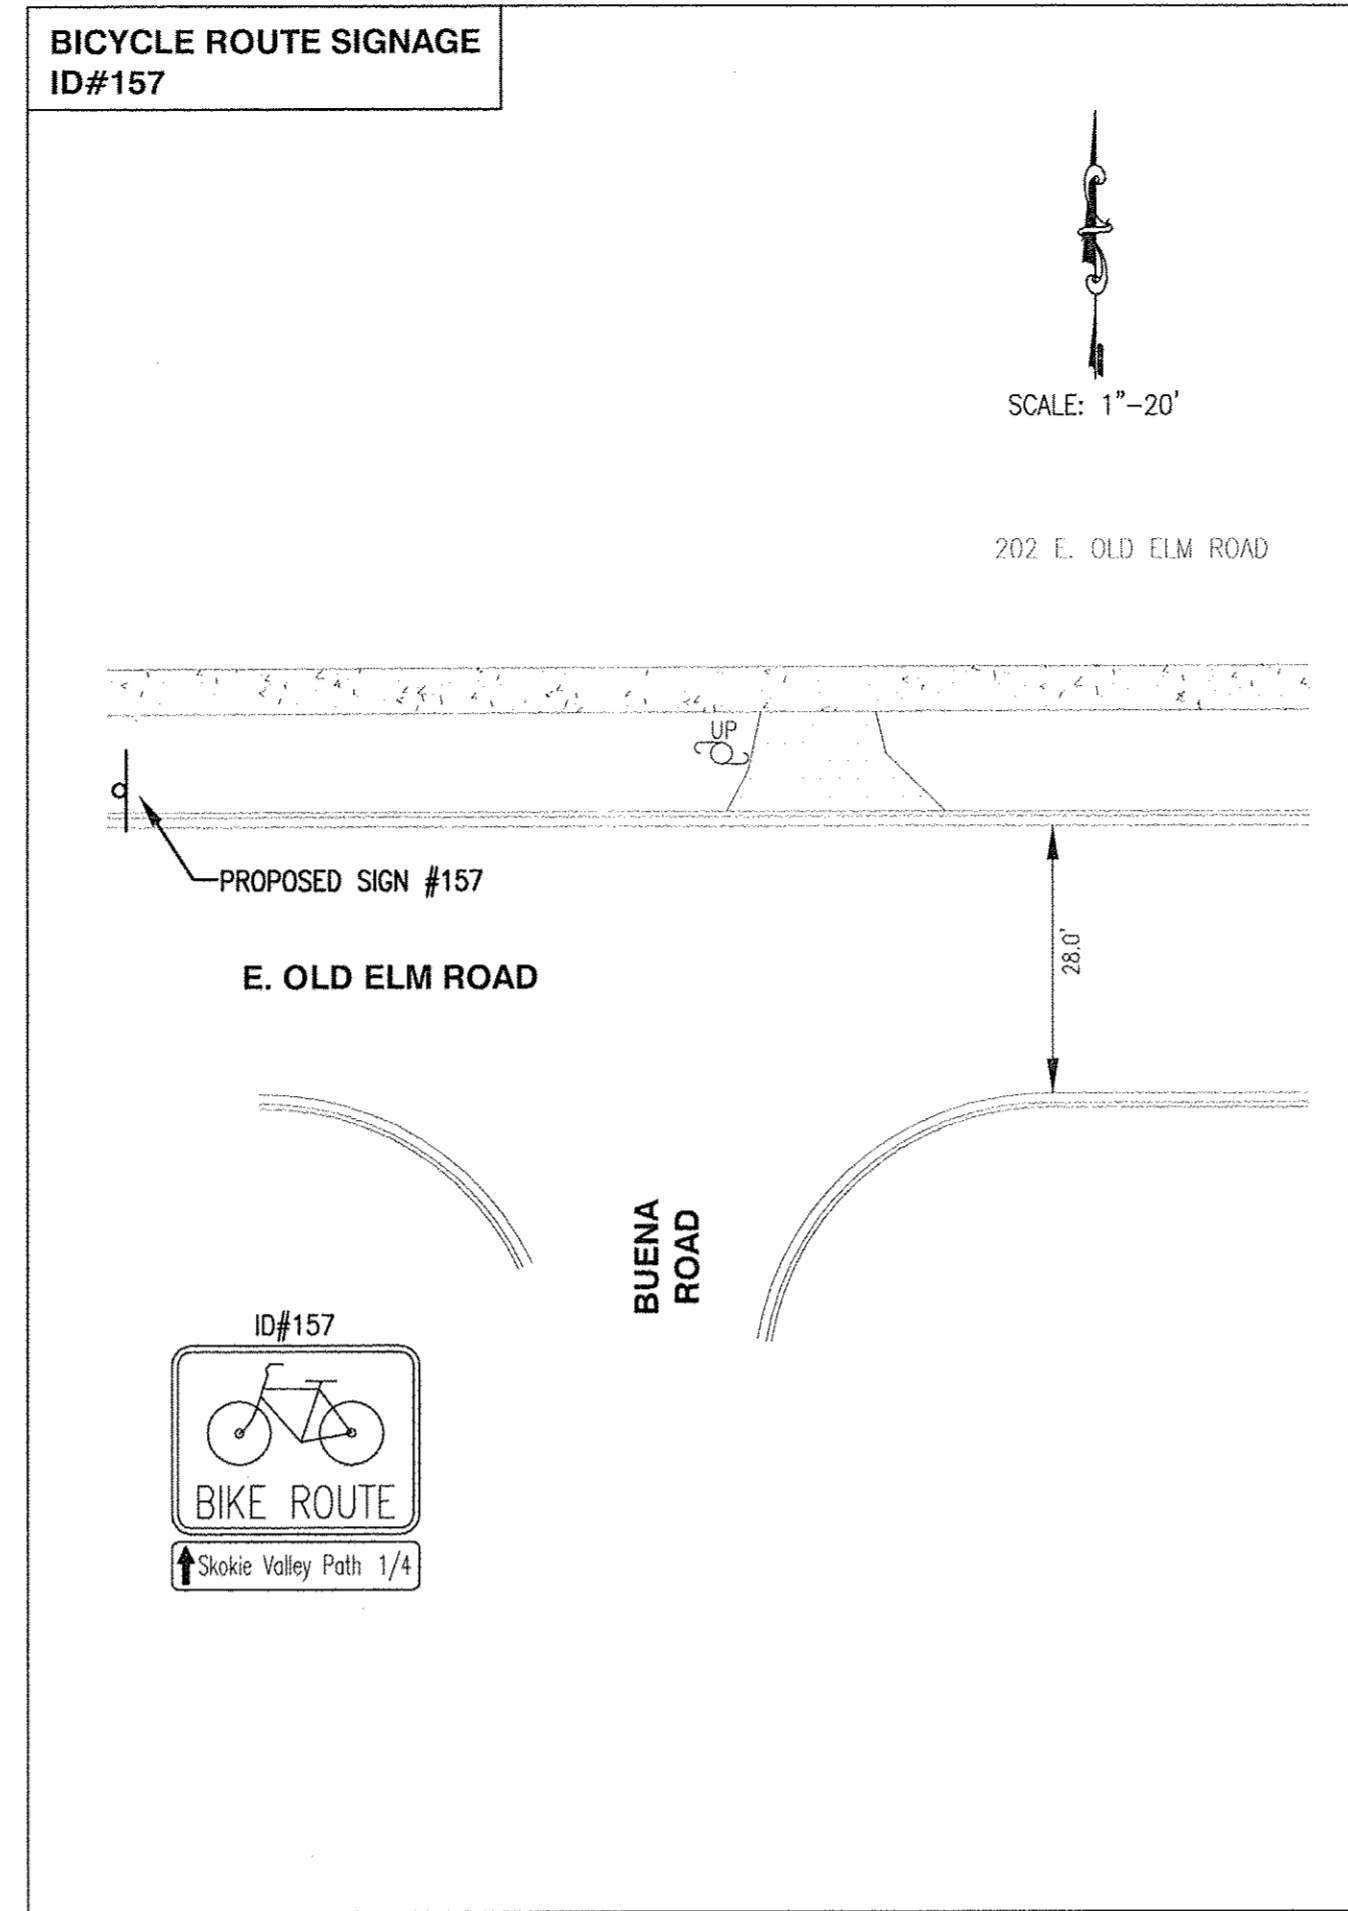 BICYCLE ROUTE SIGNAGE
ID#157
SCALE: 1"-20'
202 E. OLD ELM ROAD
UP
PROPOSED SIGN #157
E. OLD ELM ROAD
28.0'
BUENA
ROAD
ID#157
BIKE ROUTE
Skokie Valley Path 1/4